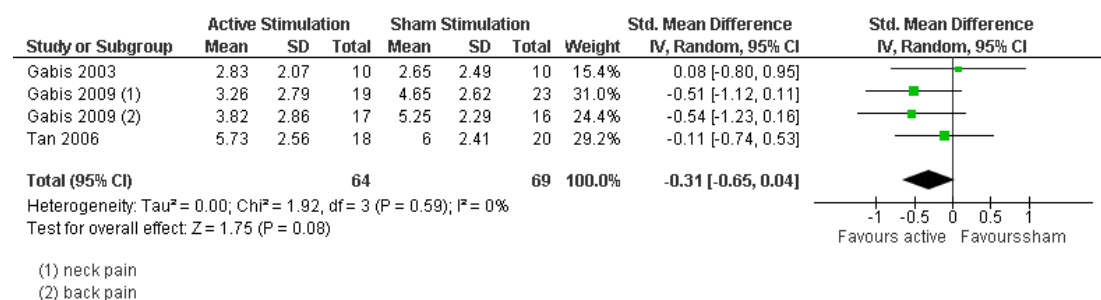 Active Stimulation Sham Stimulation Std. Mean Difference Std. Mean Difference
Study or Subgroup Mean SD Total Mean SD Total Weight IV, Random, 95% CI IV, Random, 95% CI
Gabis 2003 2.83 2.07 10 2.65 2.49 10 15.4% 0.08 [-0.80, 0.95]
Gabis 2009 (1) 3.26 2.79 19 4.65 2.62 23 31.0% -0.51 [-1.12, 0.11]
Gabis 2009 (2) 3.82 2.86 17 5.25 2.29 16 24.4% -0.54 [-1.23, 0.16]
Tan 2006 5.73 2.56 18 6 2.41 20 29.2% -0.11 [-0.74, 0.53]
Total (95% CI) 64 69 100.0% -0.31 [-0.65, 0.04]
Heterogeneity: Tau² = 0.00; Chi² = 1.92, df = 3 (P = 0.59); I² = 0%
Test for overall effect: Z = 1.75 (P = 0.08)
-1 -0.5 0 0.5 1
Favours active Favourssham
(1) neck pain
(2) back pain